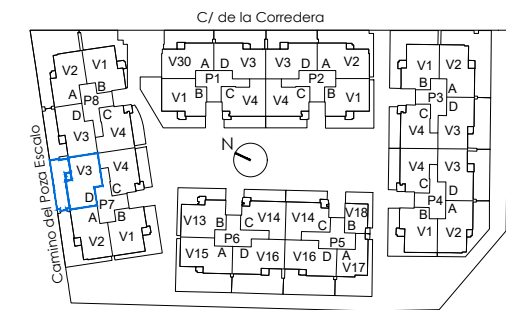 C/ de la Corredera
V2 V1
A B
P8
D C
V3 V4
V30 A D V3
P1
V1 B C V4
V3 D A V2
P2
V4 C B V1
V1 V2
B A
P3
C D
V4 V3
Camino del Poza Escalo
N
V3 V4
D C
P7
A B
V2 V1
V13 B C V14
P6
V15 A D V16
V14 C B V18
P5
V16 D A V17
V4 V3
C D
P4
B A
V1 V2